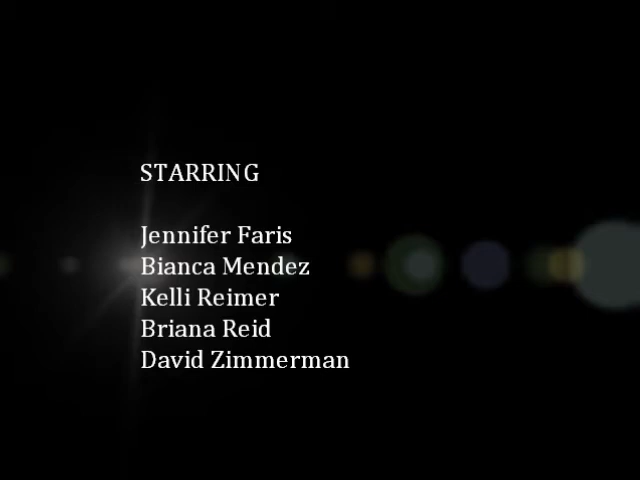 STARRING
Jennifer Faris
Bianca Mendez
Kelli Reimer
Briana Reid
David Zimmerman